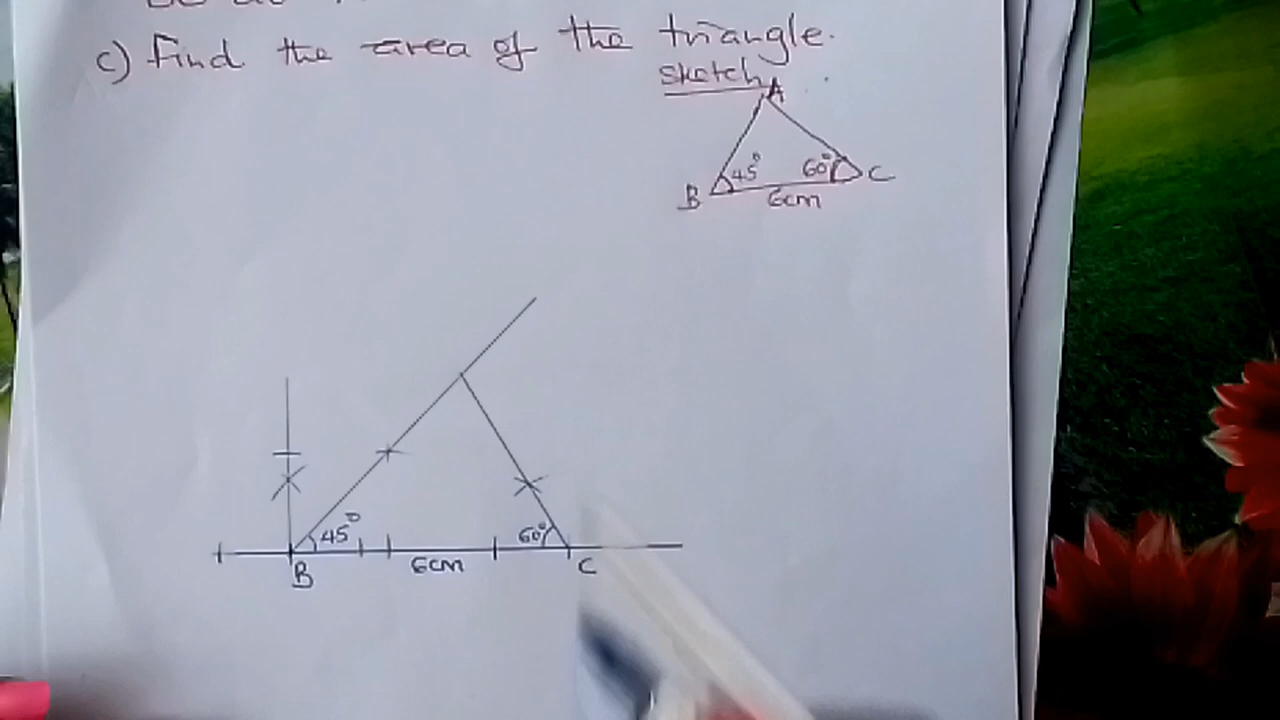 c) find the area of the triangle.
sketch
A
45°
60°
B
C
6cm
45°
60°
B
6cm
C